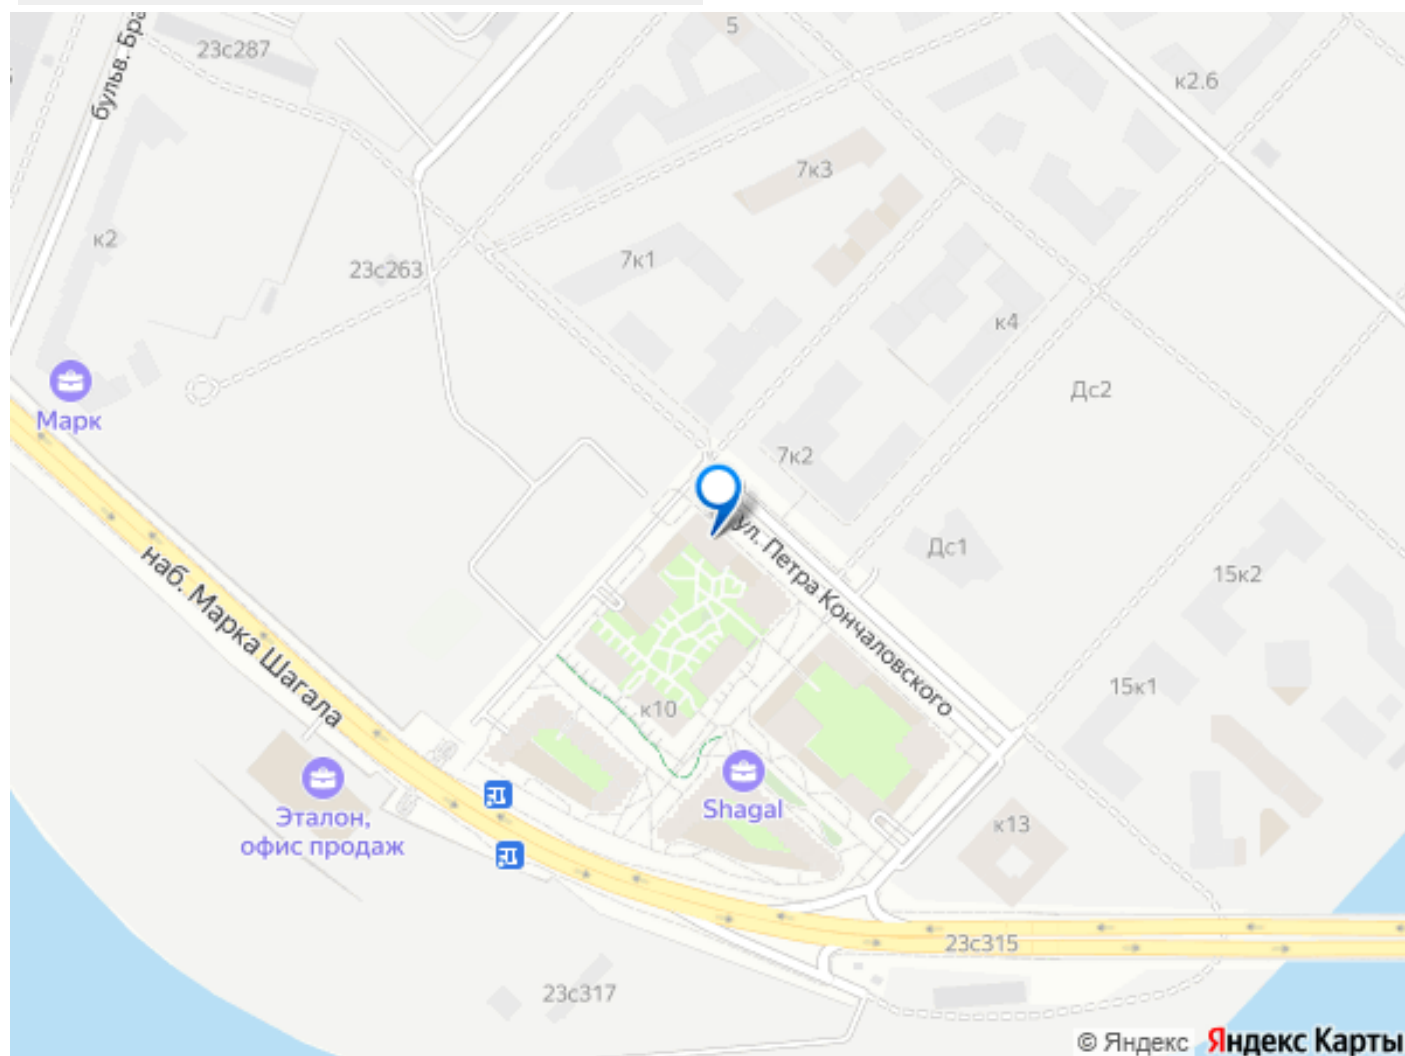 5
23с287
бульв. Бра
к2.6
7к3
к2
23с263
7к1
к4
Марк
Дс2
7к2
ул. Петра Кончаловского
Дс1
15к2
наб. Марка Шагала
15к1
к10
Shagal
Эталон,
офис продаж
к13
23с315
23с317
© Яндекс Яндекс Карты